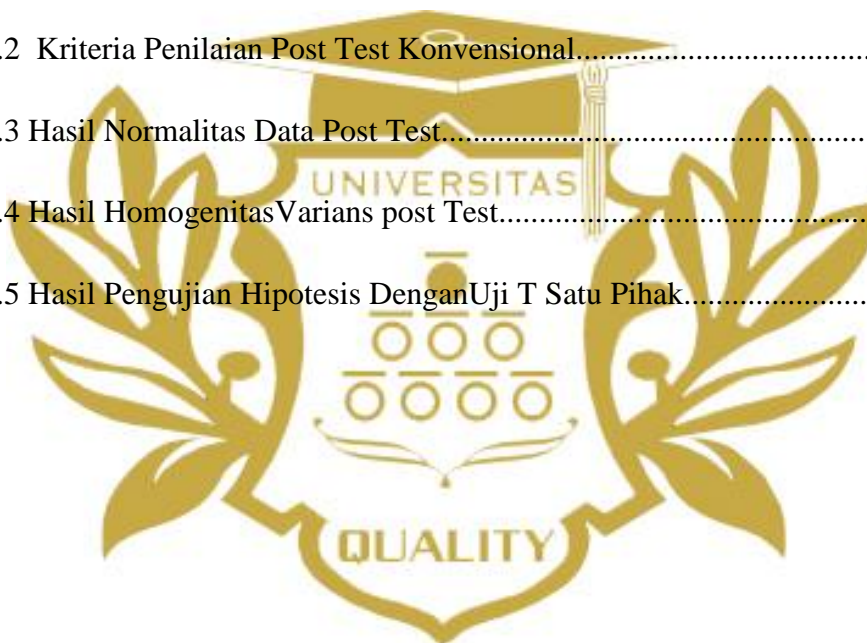 .2 Kriteria Penilaian Post Test Konvensional....................................
.3 Hasil Normalitas Data Post Test.....................................................
UNIVERSITAS
.4 Hasil HomogenitasVarians post Test..............................................
.5 Hasil Pengujian Hipotesis DenganUji T Satu Pihak.......................
QUALITY